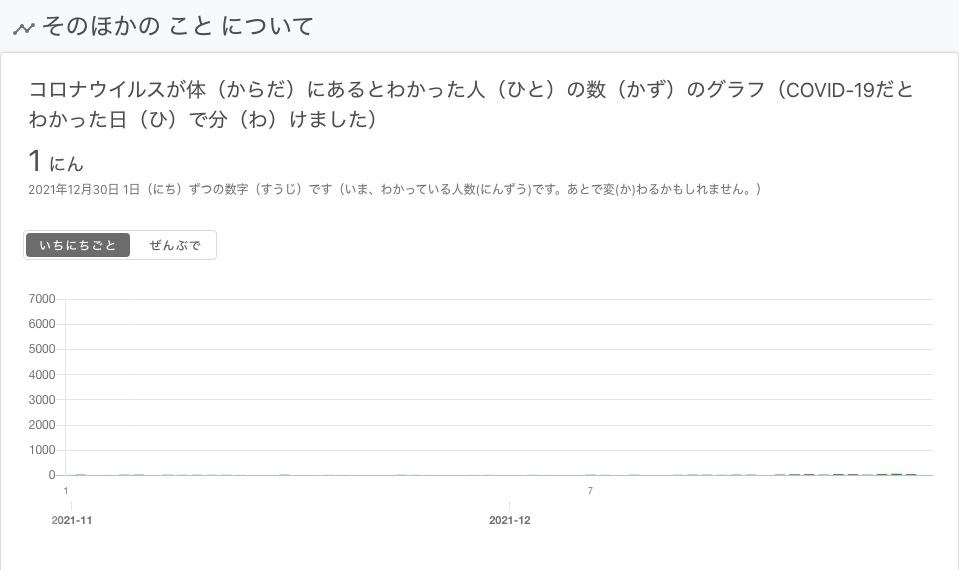 そのほかの こと について
コロナウイルスが体（からだ）にあるとわかった人（ひと）の数（かず）のグラフ（COVID-19だと
わかった日（ひ）で分（わ）けました）
1 にん
2021年12月30日 1日（にち）ずつの数字（すうじ）です（いま、わかっている人数(にんずう)です。あとで変(か)わるかもしれません。）
いちにちごと ぜんぶで
7000
6000
5000
4000
3000
2000
1000
0
1 7
2021-11 2021-12